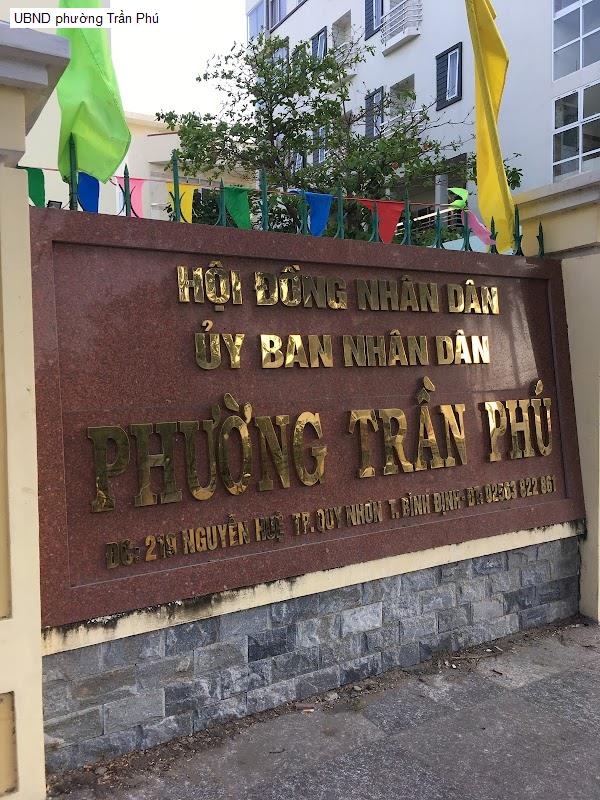 UBND phường Trần Phú
HỘI ĐỒNG NHÂN DÂN
ỦY BAN NHÂN DÂN
PHƯỜNG TRẦN PHÚ
ĐC: 219 NGUYỄN HUỆ TP. QUY NHƠN T. BÌNH ĐỊNH- ĐT: 02563 822 861